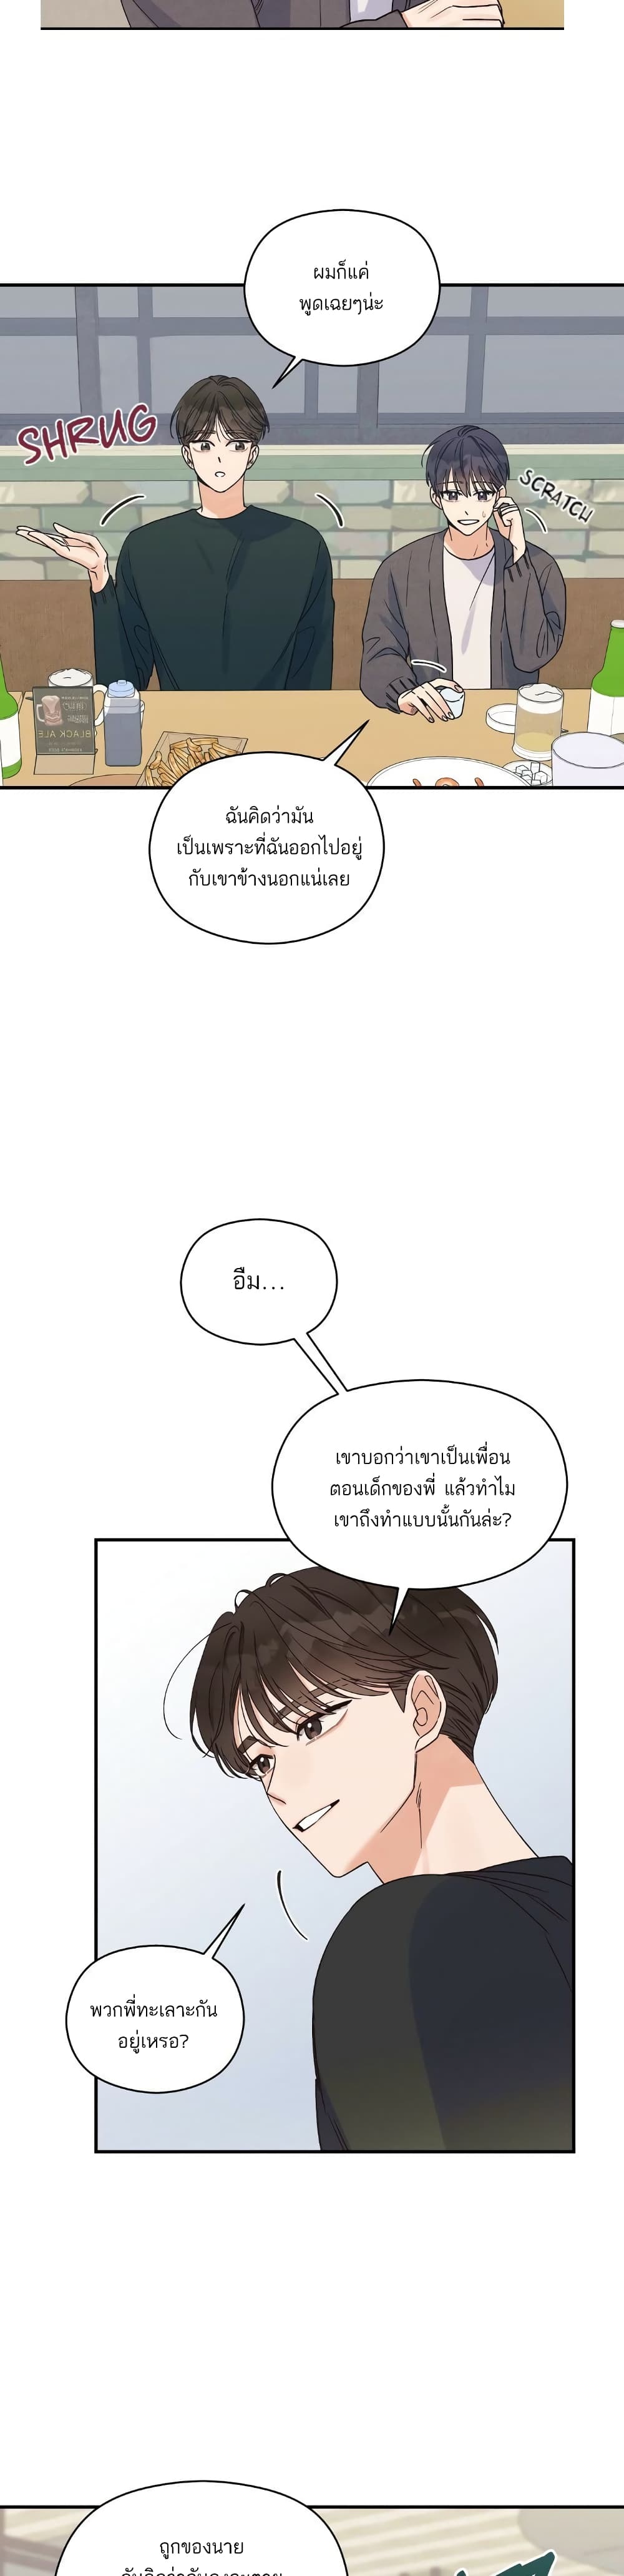 ผมก็แค่
พูดเฉยๆน่ะ
SHRUG
SCRATCH
BLACK ALE
ฉันคิดว่ามัน
เป็นเพราะที่ฉันออกไปอยู่
กับเขาข้างนอกแน่เลย
อืม...
เขาบอกว่าเขาเป็นเพื่อน
ตอนเด็กของพี่ แล้วทำไม
เขาถึงทำแบบนั้นกันล่ะ?
พวกพี่ทะเลาะกัน
อยู่เหรอ?
ถูกของนาย